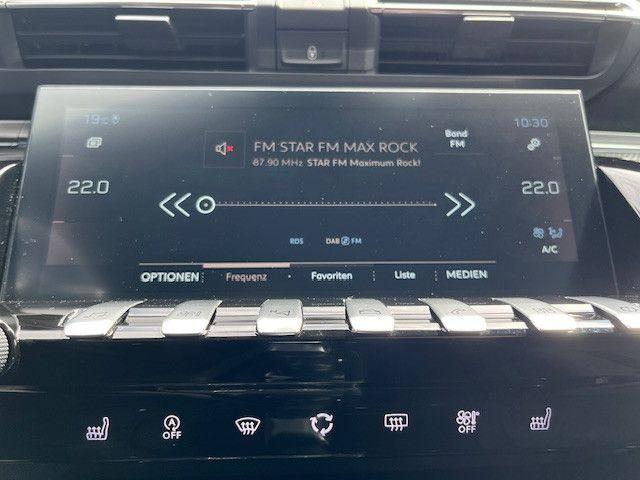 19°C
10:30
FM STAR FM MAX ROCK
Band
FM
87.90 MHz STAR FM Maximum Rock!
22.0
22.0
RDS DAB FM
A/C
OPTIONEN Frequenz Favoriten Liste MEDIEN
A
OFF
OFF